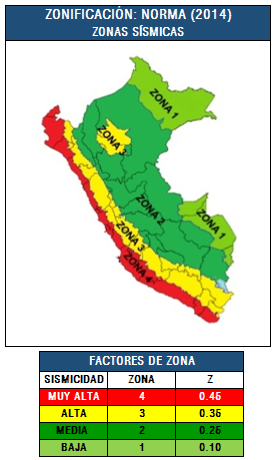 ZONIFICACIÓN: NORMA (2014)
ZONAS SÍSMICAS
ZONA 1
ZONA 3
ZONA 1
ZONA 2
ZONA 3
ZONA 4
FACTORES DE ZONA
SISMICIDAD ZONA Z
MUY ALTA 4 0.45
ALTA 3 0.35
MEDIA 2 0.25
BAJA 1 0.10